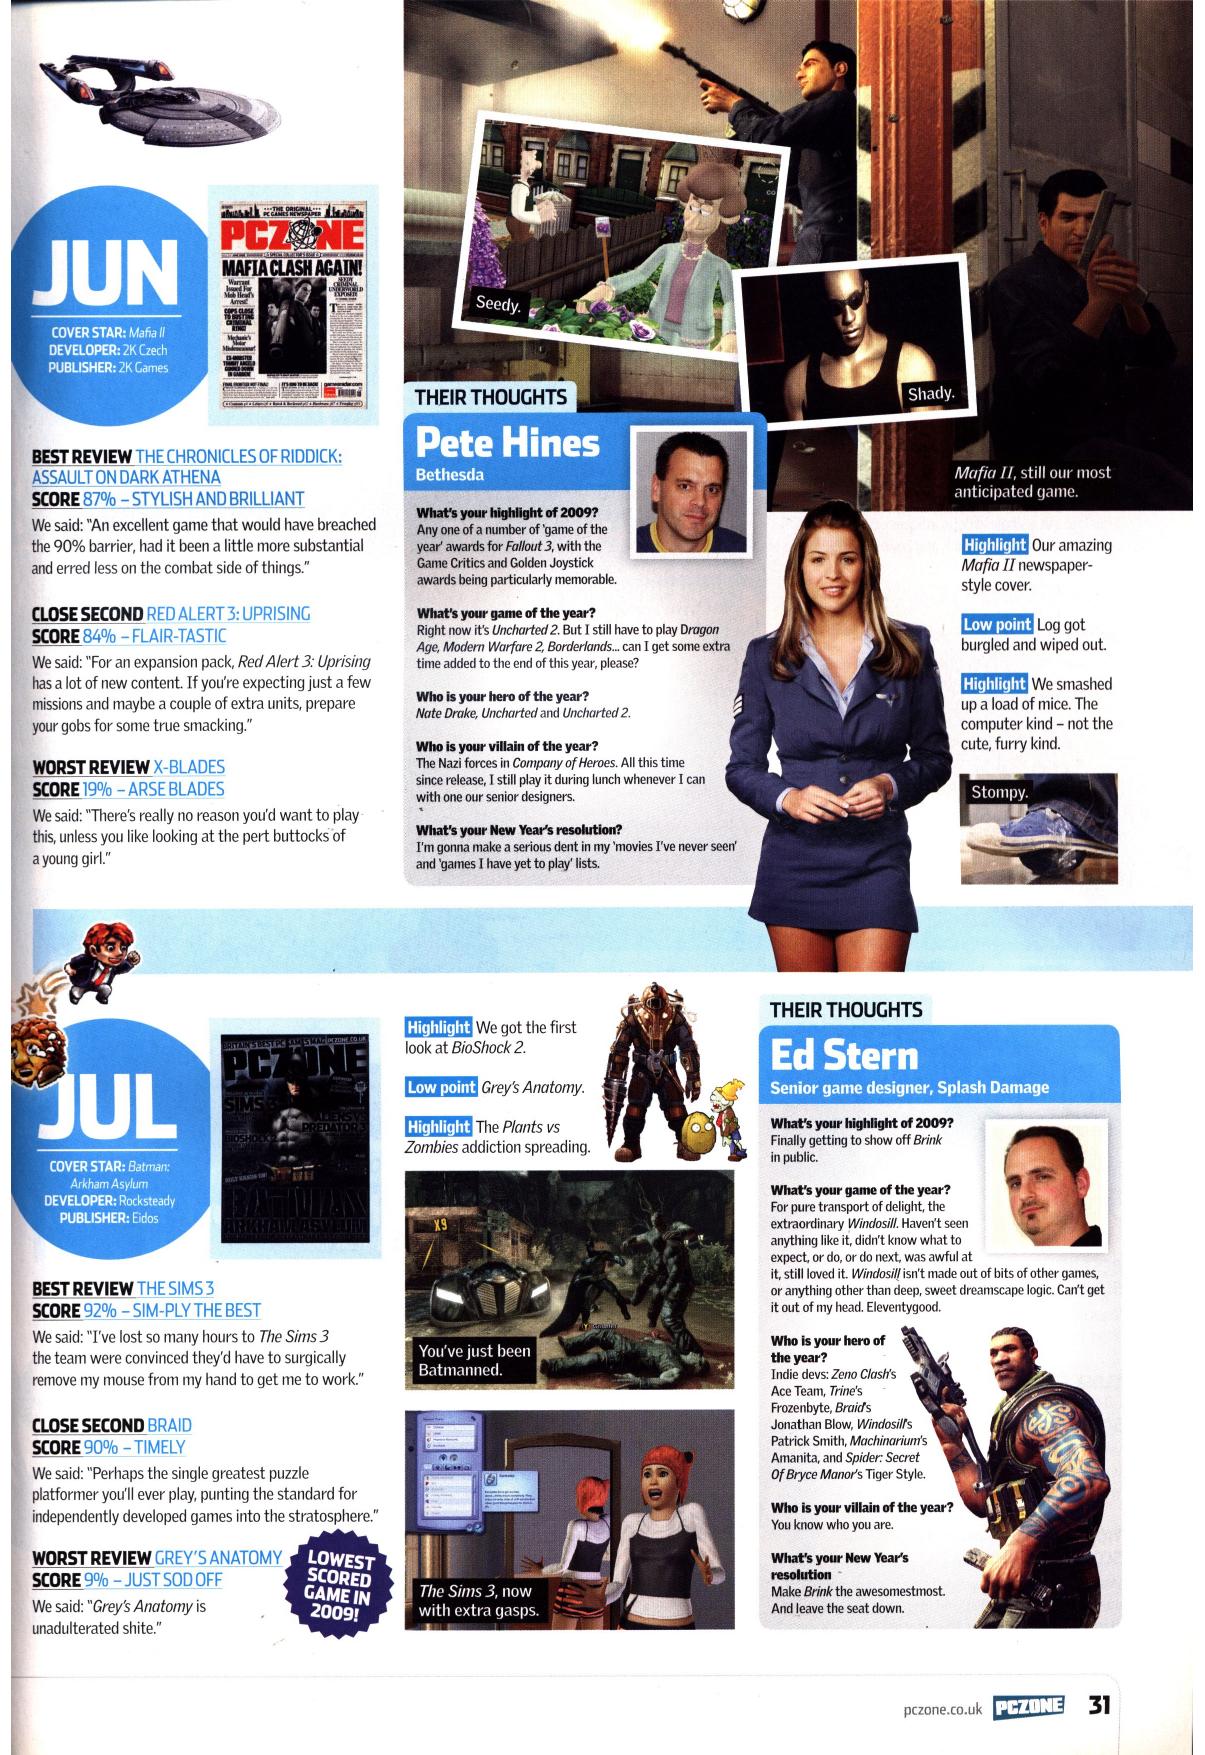 JUN
COVER STAR: Mafia II
DEVELOPER: 2K Czech
PUBLISHER: 2K Games
THE ORIGINAL
PC GAMES NEWSPAPER
PCZONE
MAFIA CLASH AGAIN!
Warrant
Issued For
Mob Head's
Arrest!
COPS CLOSE
TO BUSTING
CRIMINAL
RING!
BEST REVIEW THE CHRONICLES OF RIDDICK:
ASSAULT ON DARK ATHENA
SCORE 87% – STYLISH AND BRILLIANT
We said: "An excellent game that would have breached
the 90% barrier, had it been a little more substantial
and erred less on the combat side of things."
CLOSE SECOND RED ALERT 3: UPRISING
SCORE 84% – FLAIR-TASTIC
We said: "For an expansion pack, Red Alert 3: Uprising
has a lot of new content. If you're expecting just a few
missions and maybe a couple of extra units, prepare
your gobs for some true smacking."
WORST REVIEW X-BLADES
SCORE 19% – ARSE BLADES
We said: "There's really no reason you'd want to play
this, unless you like looking at the pert buttocks of
a young girl."
Seedy.
Shady.
Mafia II, still our most
anticipated game.
THEIR THOUGHTS
Pete Hines
Bethesda
What's your highlight of 2009?
Any one of a number of 'game of the
year' awards for Fallout 3, with the
Game Critics and Golden Joystick
awards being particularly memorable.
What's your game of the year?
Right now it's Uncharted 2. But I still have to play Dragon
Age, Modern Warfare 2, Borderlands... can I get some extra
time added to the end of this year, please?
Who is your hero of the year?
Nate Drake, Uncharted and Uncharted 2.
Who is your villain of the year?
The Nazi forces in Company of Heroes. All this time
since release, I still play it during lunch whenever I can
with one our senior designers.
What's your New Year's resolution?
I'm gonna make a serious dent in my 'movies I've never seen'
and 'games I have yet to play' lists.
Highlight Our amazing
Mafia II newspaper-
style cover.
Low point Log got
burgled and wiped out.
Highlight We smashed
up a load of mice. The
computer kind – not the
cute, furry kind.
Stompy.
JUL
COVER STAR: Batman:
Arkham Asylum
DEVELOPER: Rocksteady
PUBLISHER: Eidos
PCZONE
BEST REVIEW THE SIMS 3
SCORE 92% – SIM-PLY THE BEST
We said: "I've lost so many hours to The Sims 3
the team were convinced they'd have to surgically
remove my mouse from my hand to get me to work."
CLOSE SECOND BRAID
SCORE 90% – TIMELY
We said: "Perhaps the single greatest puzzle
platformer you'll ever play, punting the standard for
independently developed games into the stratosphere."
WORST REVIEW GREY'S ANATOMY
SCORE 9% – JUST SOD OFF
We said: "Grey's Anatomy is
unadulterated shite."
LOWEST
SCORED
GAME IN
2009!
Highlight We got the first
look at BioShock 2.
Low point Grey's Anatomy.
Highlight The Plants vs
Zombies addiction spreading.
X9
You've just been
Batmanned.
The Sims 3, now
with extra gasps.
THEIR THOUGHTS
Ed Stern
Senior game designer, Splash Damage
What's your highlight of 2009?
Finally getting to show off Brink
in public.
What's your game of the year?
For pure transport of delight, the
extraordinary Windosill. Haven't seen
anything like it, didn't know what to
expect, or do, or do next, was awful at
it, still loved it. Windosill isn't made out of bits of other games,
or anything other than deep, sweet dreamscape logic. Can't get
it out of my head. Eleventygood.
Who is your hero of
the year?
Indie devs: Zeno Clash's
Ace Team, Trine's
Frozenbyte, Braid's
Jonathan Blow, Windosill's
Patrick Smith, Machinarium's
Amanita, and Spider: Secret
Of Bryce Manor's Tiger Style.
Who is your villain of the year?
You know who you are.
What's your New Year's
resolution
Make Brink the awesomestmost.
And leave the seat down.
pczone.co.uk PCZONE 31